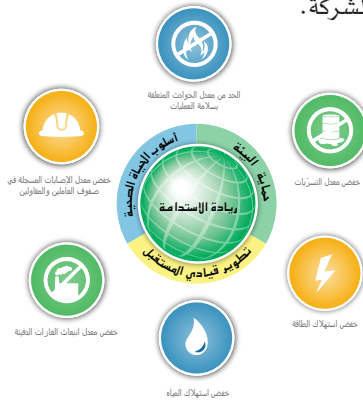 الشركة.
الحد من معدل الحوادث المتعلقة
بسلامة العمليات
خفض معدل الإصابات المسجلة في
صفوف العاملين والمقاولين
خفض معدل التسربات
أسلوب الحياة الصحية
حماية البيئة
ريادة الاستدامة
تطوير قيادي المستقبل
خفض معدل انبعاث الغازات الدفيئة
خفض استهلاك الطاقة
خفض استهلاك المياه